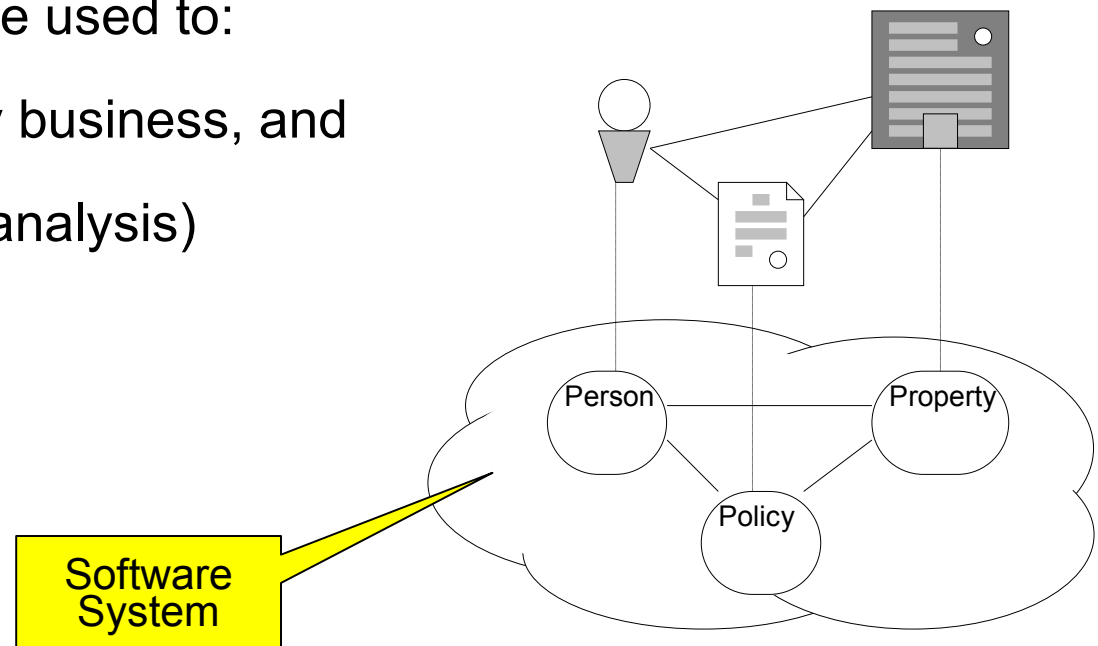 e used to:
business, and
analysis)
Person
Property
Policy
Software
System